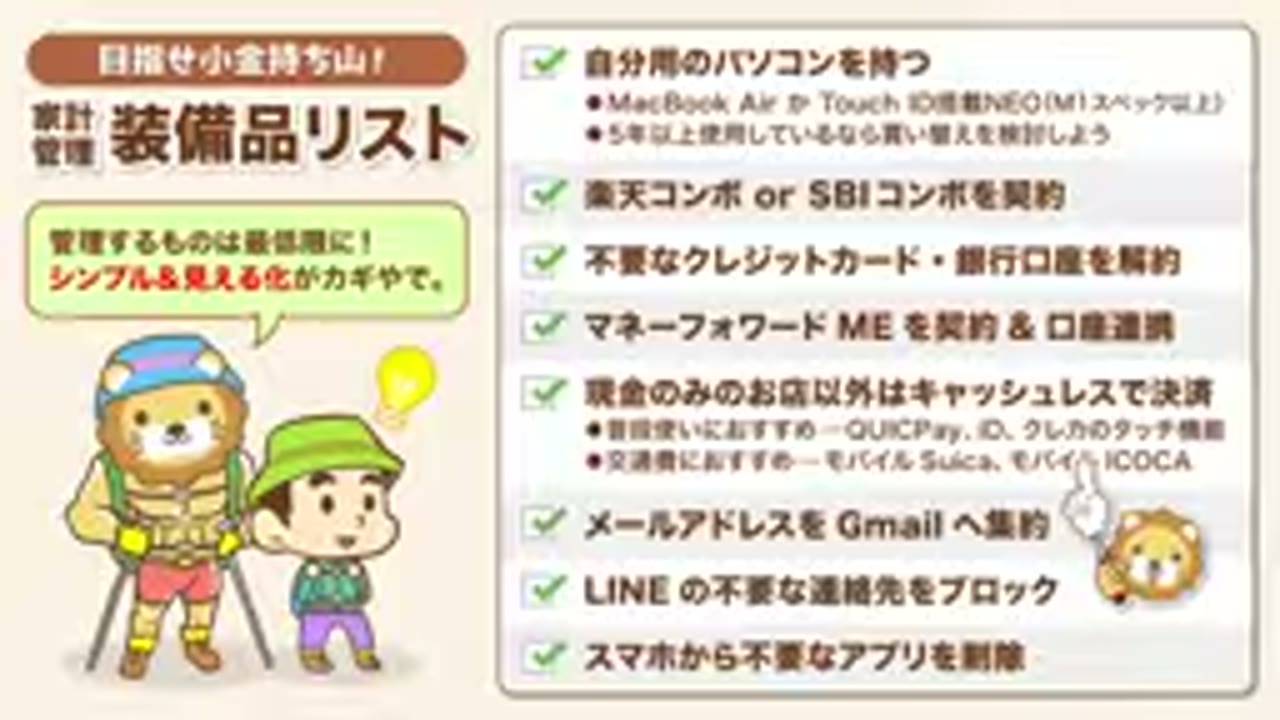 目指せ小金持ち山!
家計管理 装備品リスト
管理するものは最低限に!
シンプル&見える化がカギやで。
自分用のパソコンを持つ
●MacBook Air か Touch ID搭載NEO(M1スペック以上)
●5年以上使用しているなら買い替えを検討しよう
楽天コンボ or SBIコンボを契約
不要なクレジットカード・銀行口座を解約
マネーフォワード ME を契約 & 口座連携
現金のみのお店以外はキャッシュレスで決済
●普段使いにおすすめ…QUICPay、iD、クレカのタッチ機能
●交通費におすすめ…モバイル Suica、モバイル ICOCA
メールアドレスを Gmail へ集約
LINE の不要な連絡先をブロック
スマホから不要なアプリを削除